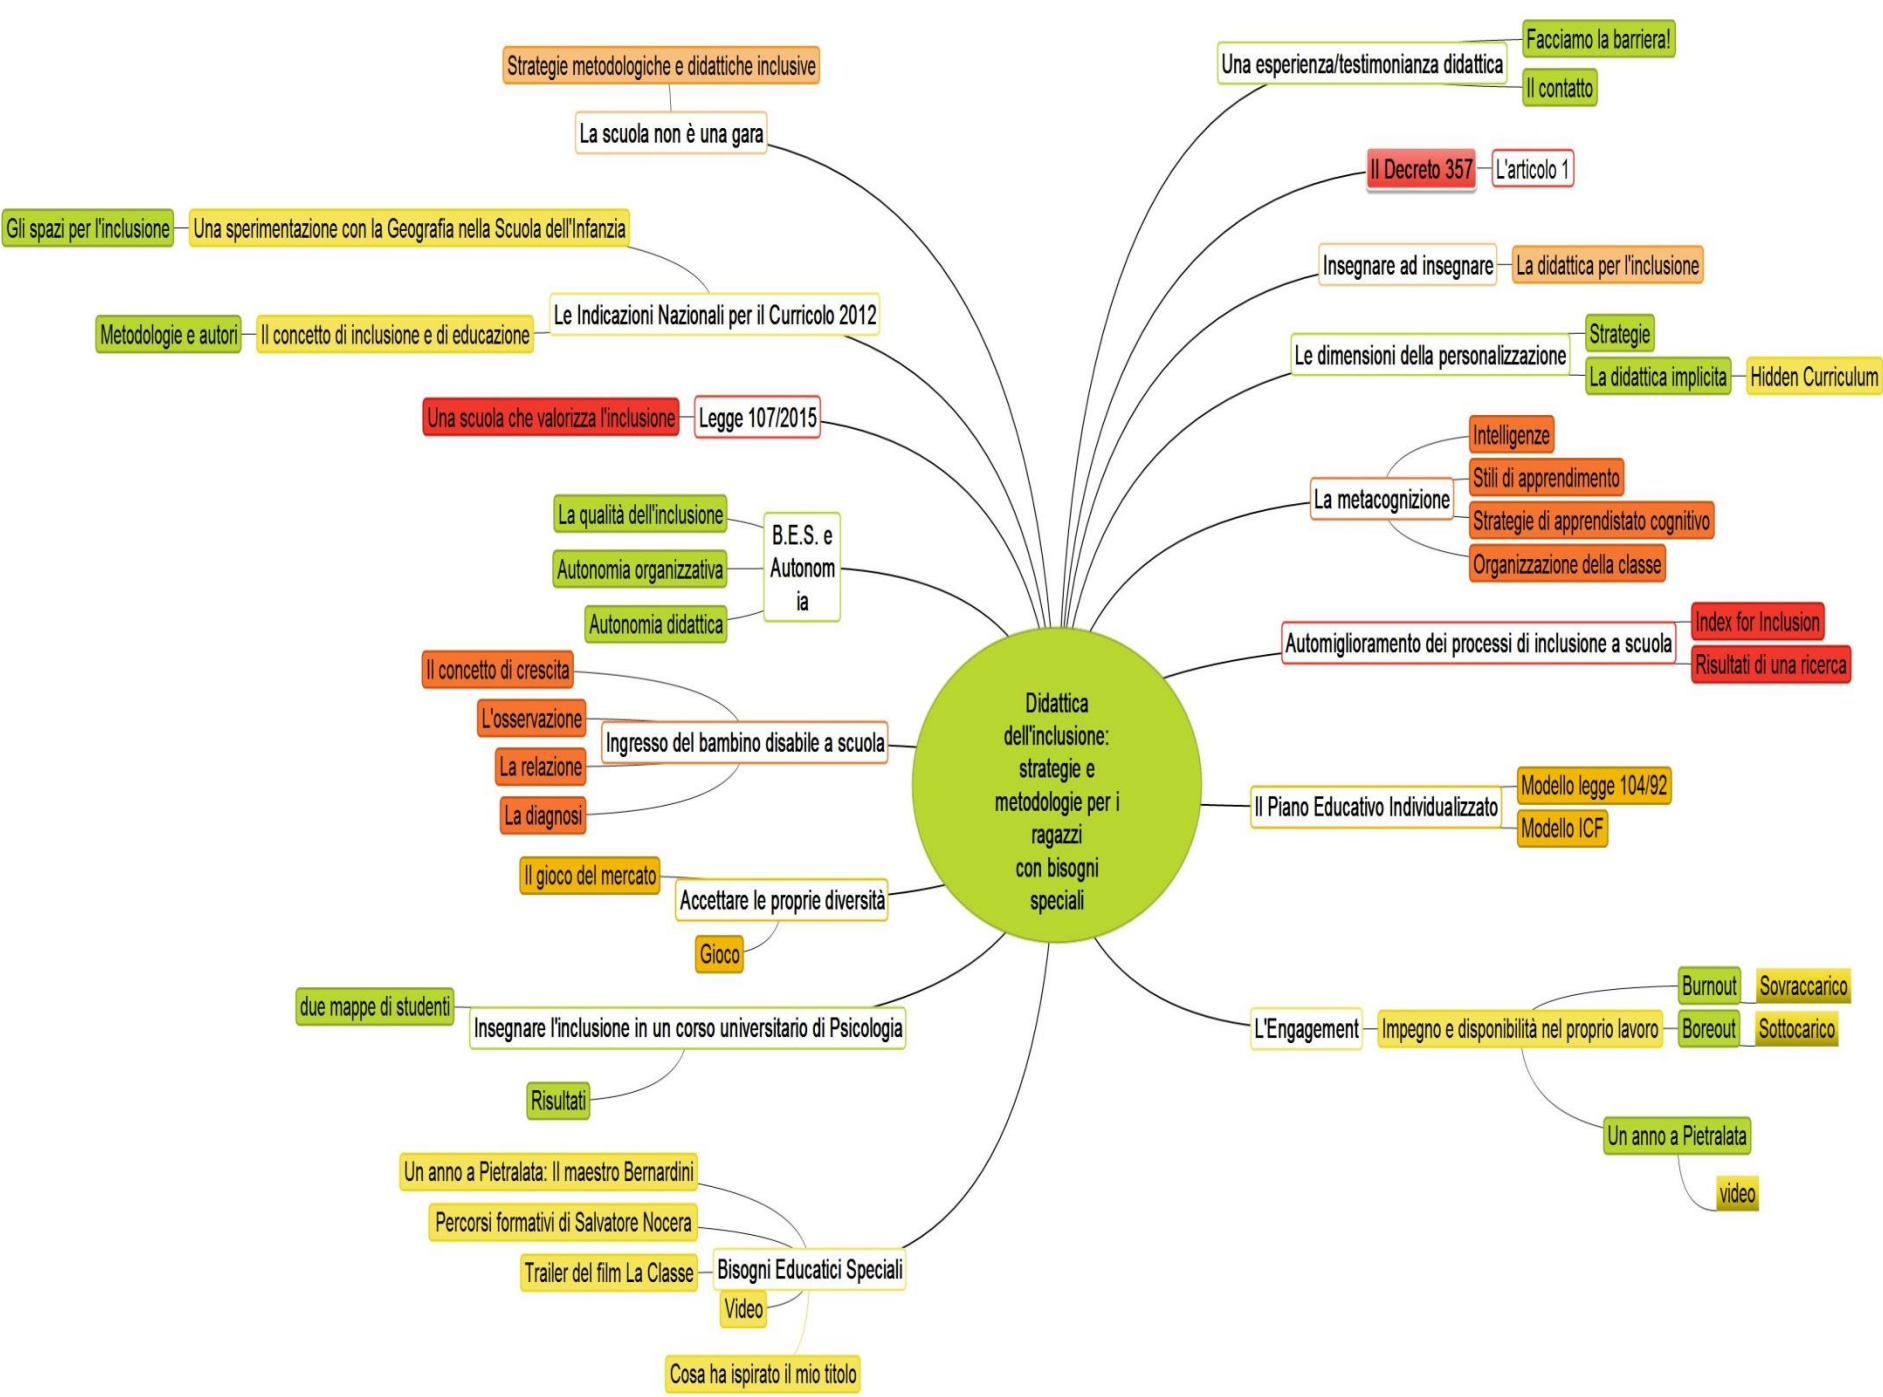 Strategie metodologiche e didattiche inclusive
La scuola non è una gara
Gli spazi per l'inclusione
Una sperimentazione con la Geografia nella Scuola dell'Infanzia
Le Indicazioni Nazionali per il Curricolo 2012
Metodologie e autori
Il concetto di inclusione e di educazione
Una scuola che valorizza l'inclusione
Legge 107/2015
La qualità dell'inclusione
Autonomia organizzativa
Autonomia didattica
B.E.S. e
Autonom
ia
Il concetto di crescita
L'osservazione
La relazione
La diagnosi
Ingresso del bambino disabile a scuola
Il gioco del mercato
Accettare le proprie diversità
Gioco
due mappe di studenti
Insegnare l'inclusione in un corso universitario di Psicologia
Risultati
Un anno a Pietralata: Il maestro Bernardini
Percorsi formativi di Salvatore Nocera
Trailer del film La Classe
Bisogni Educatici Speciali
Video
Cosa ha ispirato il mio titolo
Didattica
dell'inclusione:
strategie e
metodologie per i
ragazzi
con bisogni
speciali
Una esperienza/testimonianza didattica
Facciamo la barriera!
Il contatto
Il Decreto 357
L'articolo 1
Insegnare ad insegnare
La didattica per l'inclusione
Le dimensioni della personalizzazione
Strategie
La didattica implicita
Hidden Curriculum
La metacognizione
Intelligenze
Stili di apprendimento
Strategie di apprendistato cognitivo
Organizzazione della classe
Automiglioramento dei processi di inclusione a scuola
Index for Inclusion
Risultati di una ricerca
Il Piano Educativo Individualizzato
Modello legge 104/92
Modello ICF
L'Engagement
Impegno e disponibilità nel proprio lavoro
Burnout
Sovraccarico
Boreout
Sottocarico
Un anno a Pietralata
video